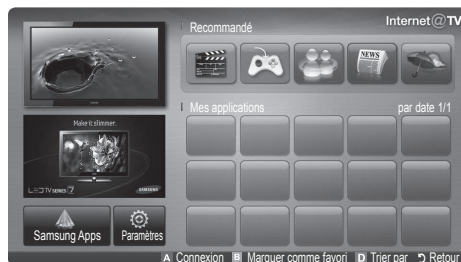 Internet@TV
Recommandé
NEWS
Mes applications
par date 1/1
Make it slimmer.
LED TV SERIES 7
SAMSUNG
Samsung Apps
Paramètres
A Connexion B Marquer comme favori D Trier par Retour